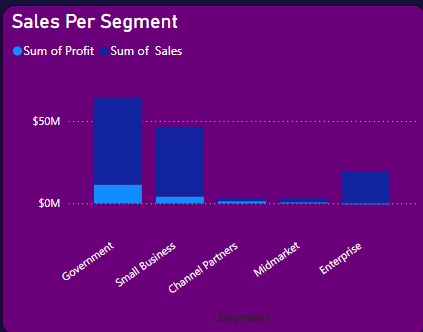 Sales Per Segment
Sum of Profit Sum of Sales
$50M
$0M
Government
Small Business
Channel Partners
Midmarket
Enterprise
Segment